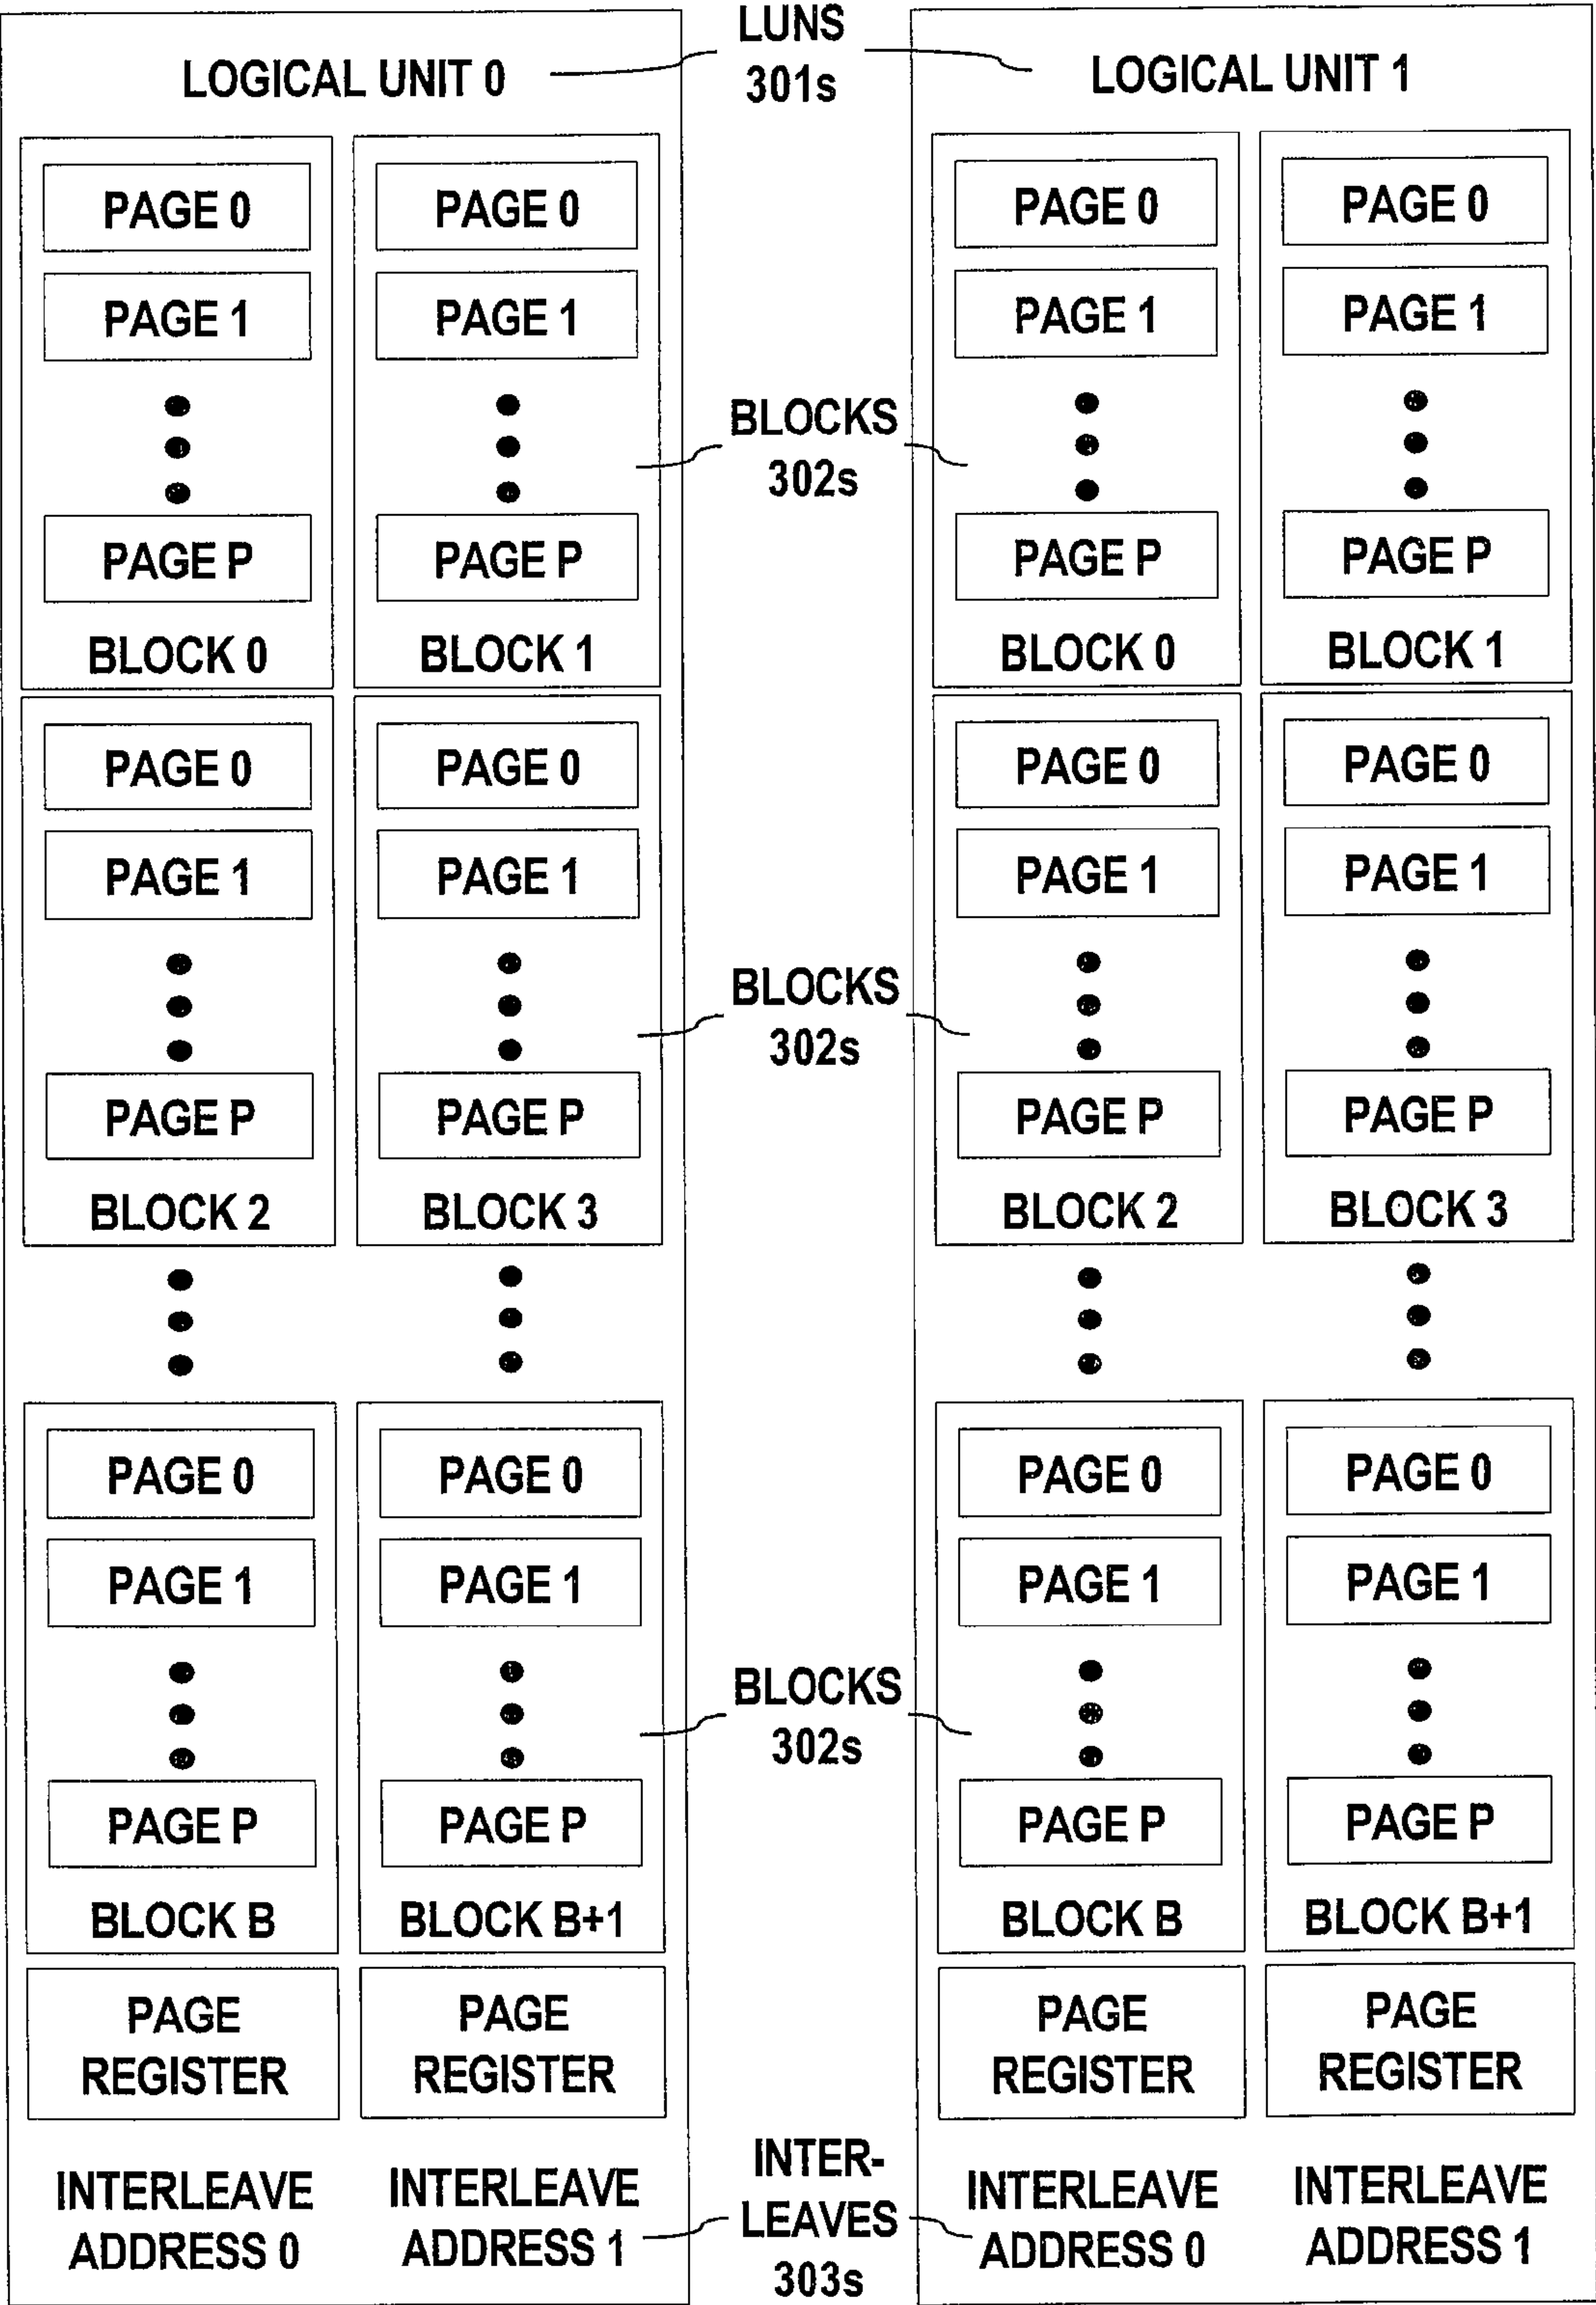 LUNS
301s
LOGICAL UNIT 0
LOGICAL UNIT 1
PAGE 0
PAGE 0
PAGE 0
PAGE 0
PAGE 1
PAGE 1
PAGE 1
PAGE 1
BLOCKS
302s
PAGE P
PAGE P
PAGE P
PAGE P
BLOCK 0
BLOCK 1
BLOCK 0
BLOCK 1
PAGE 0
PAGE 0
PAGE 0
PAGE 0
PAGE 1
PAGE 1
PAGE 1
PAGE 1
BLOCKS
302s
PAGE P
PAGE P
PAGE P
PAGE P
BLOCK 2
BLOCK 3
BLOCK 2
BLOCK 3
PAGE 0
PAGE 0
PAGE 0
PAGE 0
PAGE 1
PAGE 1
PAGE 1
PAGE 1
BLOCKS
302s
PAGE P
PAGE P
PAGE P
PAGE P
BLOCK B
BLOCK B+1
BLOCK B
BLOCK B+1
PAGE
REGISTER
PAGE
REGISTER
PAGE
REGISTER
PAGE
REGISTER
INTERLEAVE
ADDRESS 0
INTERLEAVE
ADDRESS 1
INTER-
LEAVES
303s
INTERLEAVE
ADDRESS 0
INTERLEAVE
ADDRESS 1